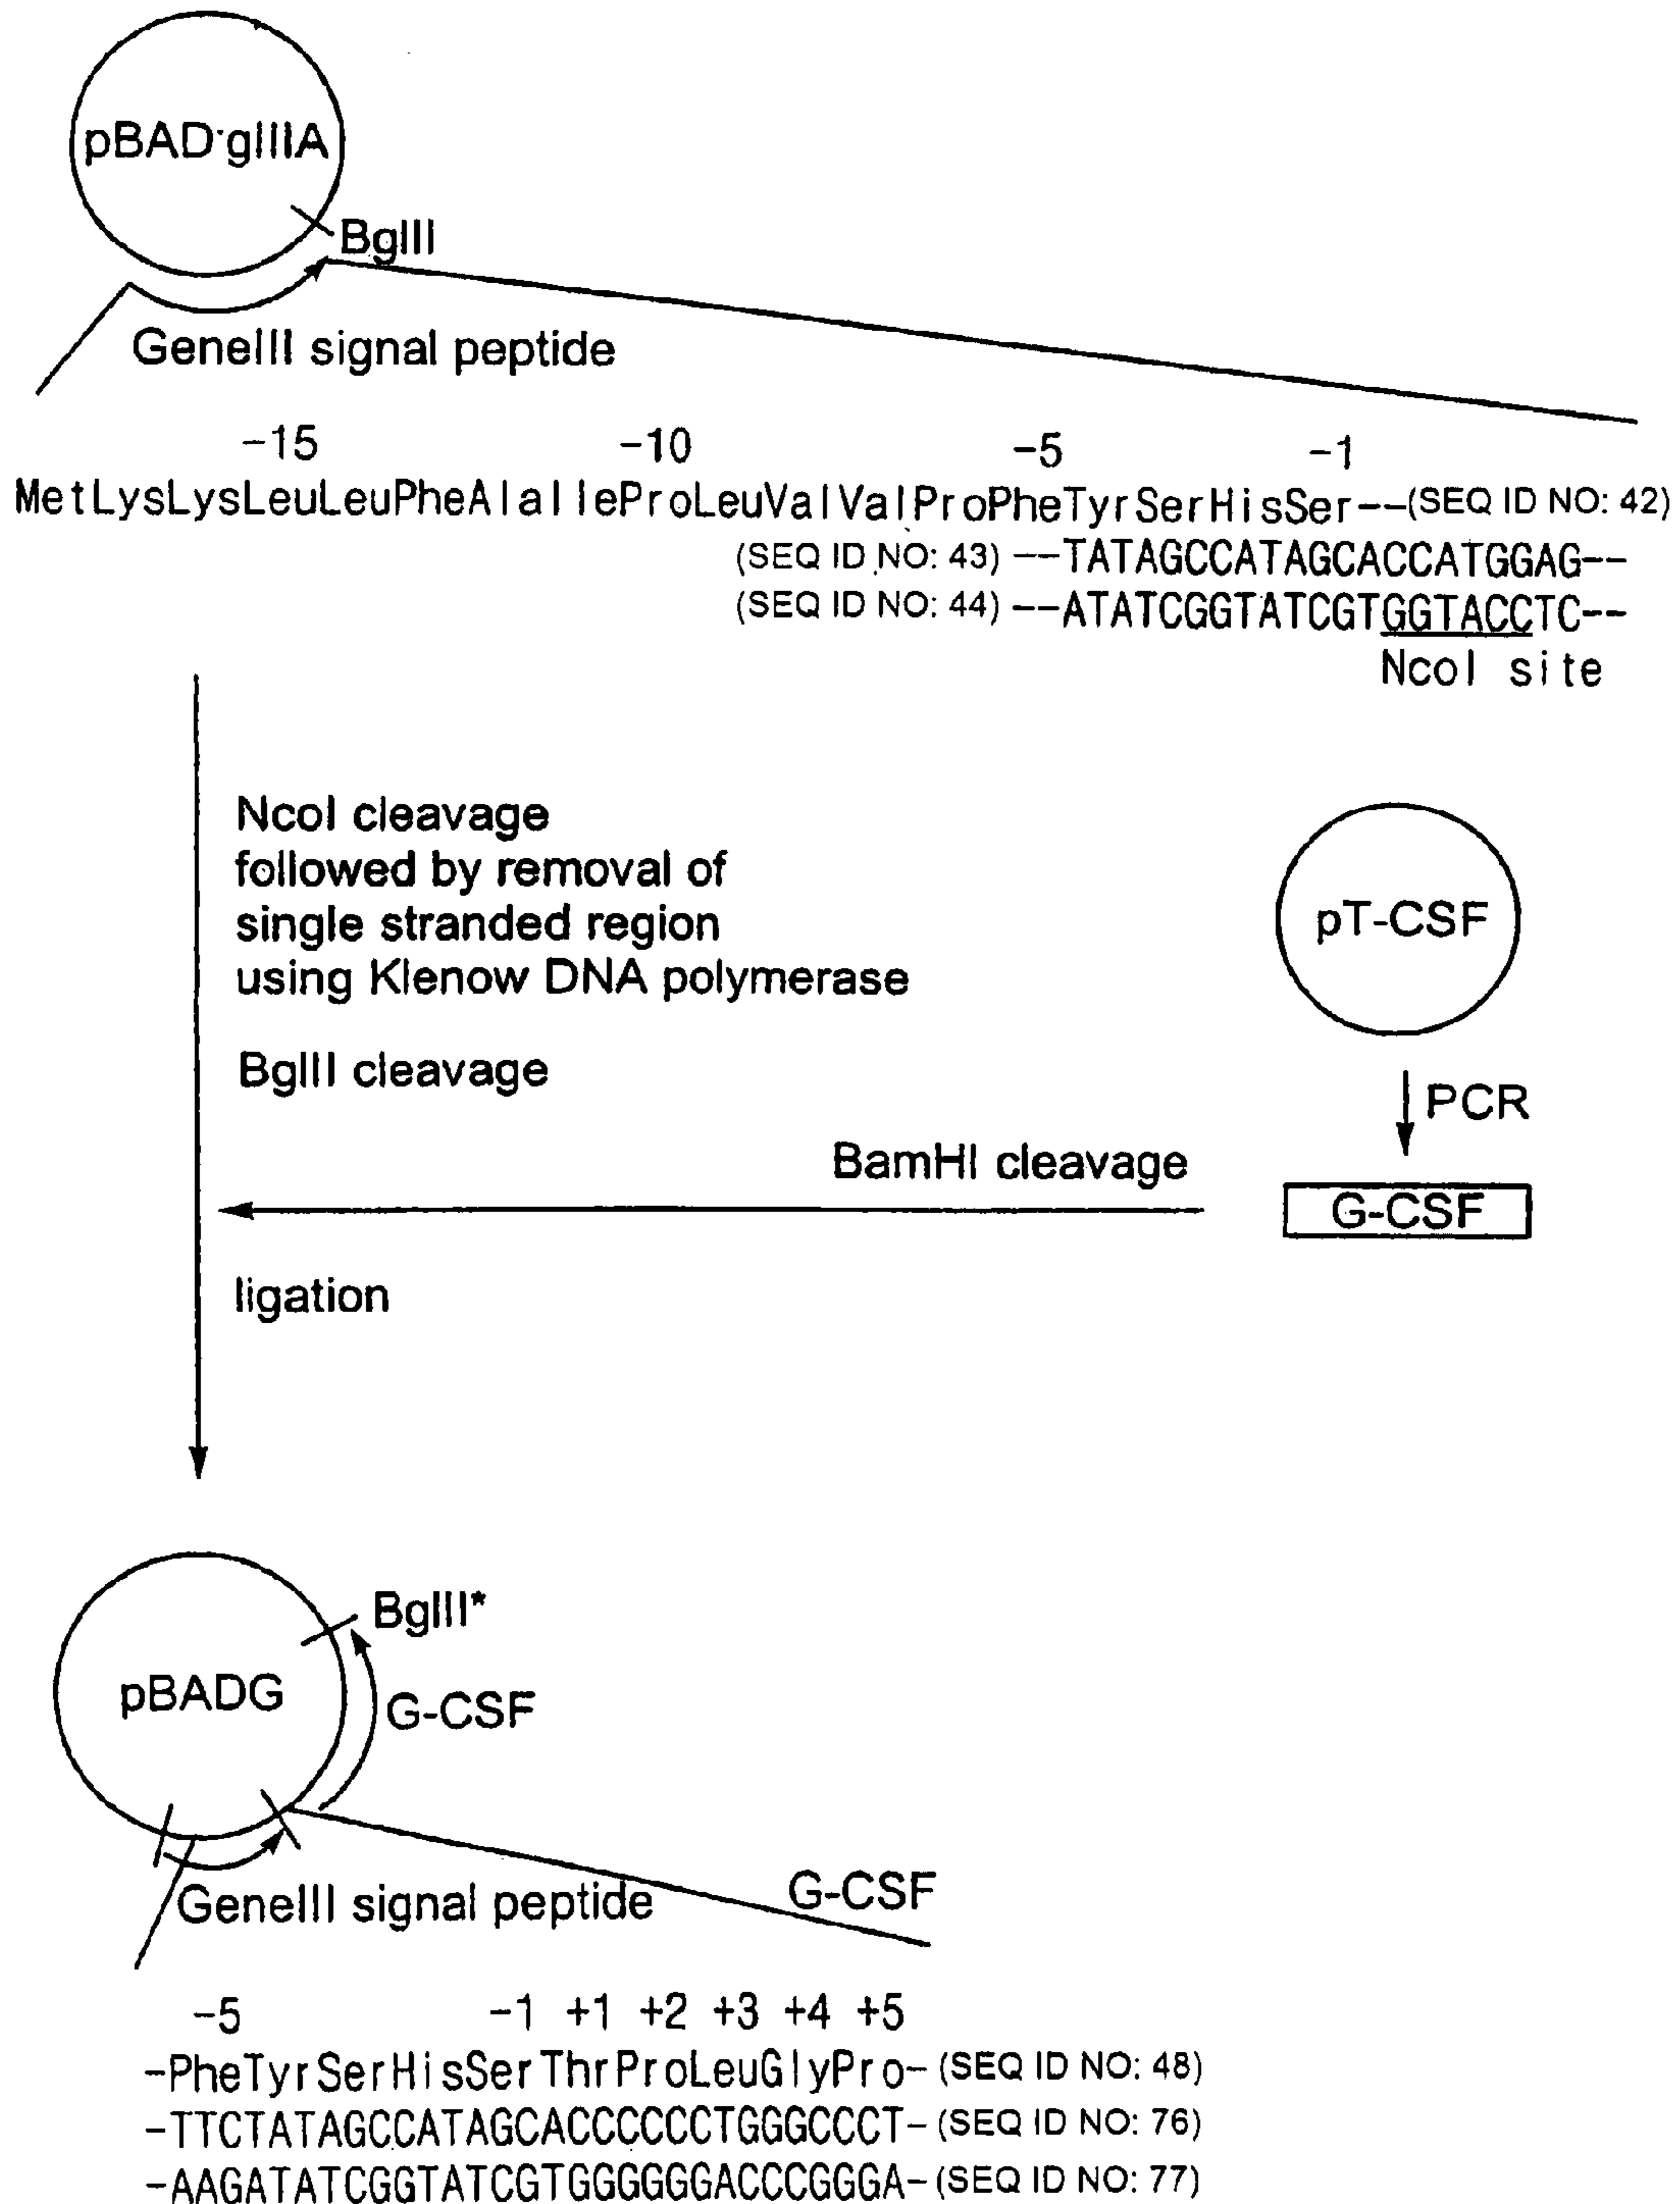 pBAD·gIIIA
BglII
GeneIII signal peptide
-15 -10 -5 -1
MetLysLysLeuLeuPheAlaIleProLeuValValProPheTyrSerHisSer--(SEQ ID NO: 42)
(SEQ ID NO: 43) --TATAGCCATAGCACCATGGAG--
(SEQ ID NO: 44) --ATATCGGTATCGTGGTACCTC--
NcoI site
NcoI cleavage
followed by removal of
single stranded region
using Klenow DNA polymerase
pT-CSF
BglII cleavage
PCR
BamHI cleavage
G-CSF
ligation
BglII*
pBADG
G-CSF
GeneIII signal peptide
G-CSF
-5 -1 +1 +2 +3 +4 +5
-PheTyrSerHisSerThrProLeuGlyPro- (SEQ ID NO: 48)
-TTCTATAGCCATAGCACCCCCCTGGGCCCT- (SEQ ID NO: 76)
-AAGATATCGGTATCGTGGGGGGACCCGGGA- (SEQ ID NO: 77)